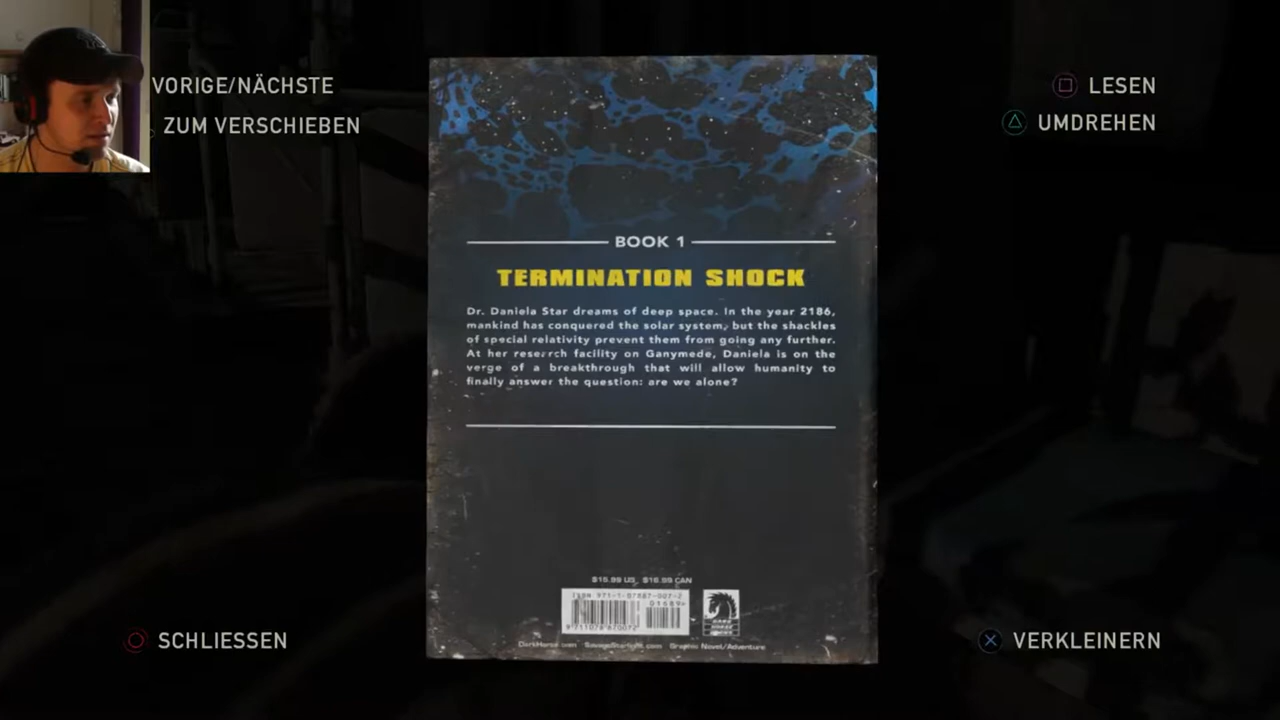 VORIGE/NÄCHSTE
ZUM VERSCHIEBEN
LESEN
UMDREHEN
BOOK 1
TERMINATION SHOCK
Dr. Daniela Star dreams of deep space. In the year 2186,
mankind has conquered the solar system, but the shackles
of special relativity prevent them from going any further.
At her research facility on Ganymede, Daniela is on the
verge of a breakthrough that will allow humanity to
finally answer the question: are we alone?
$15.99 US, $16.99 CAN
DarkHorse.com SavageStarlight.com Graphic Novel/Adventure
SCHLIESSEN
VERKLEINERN